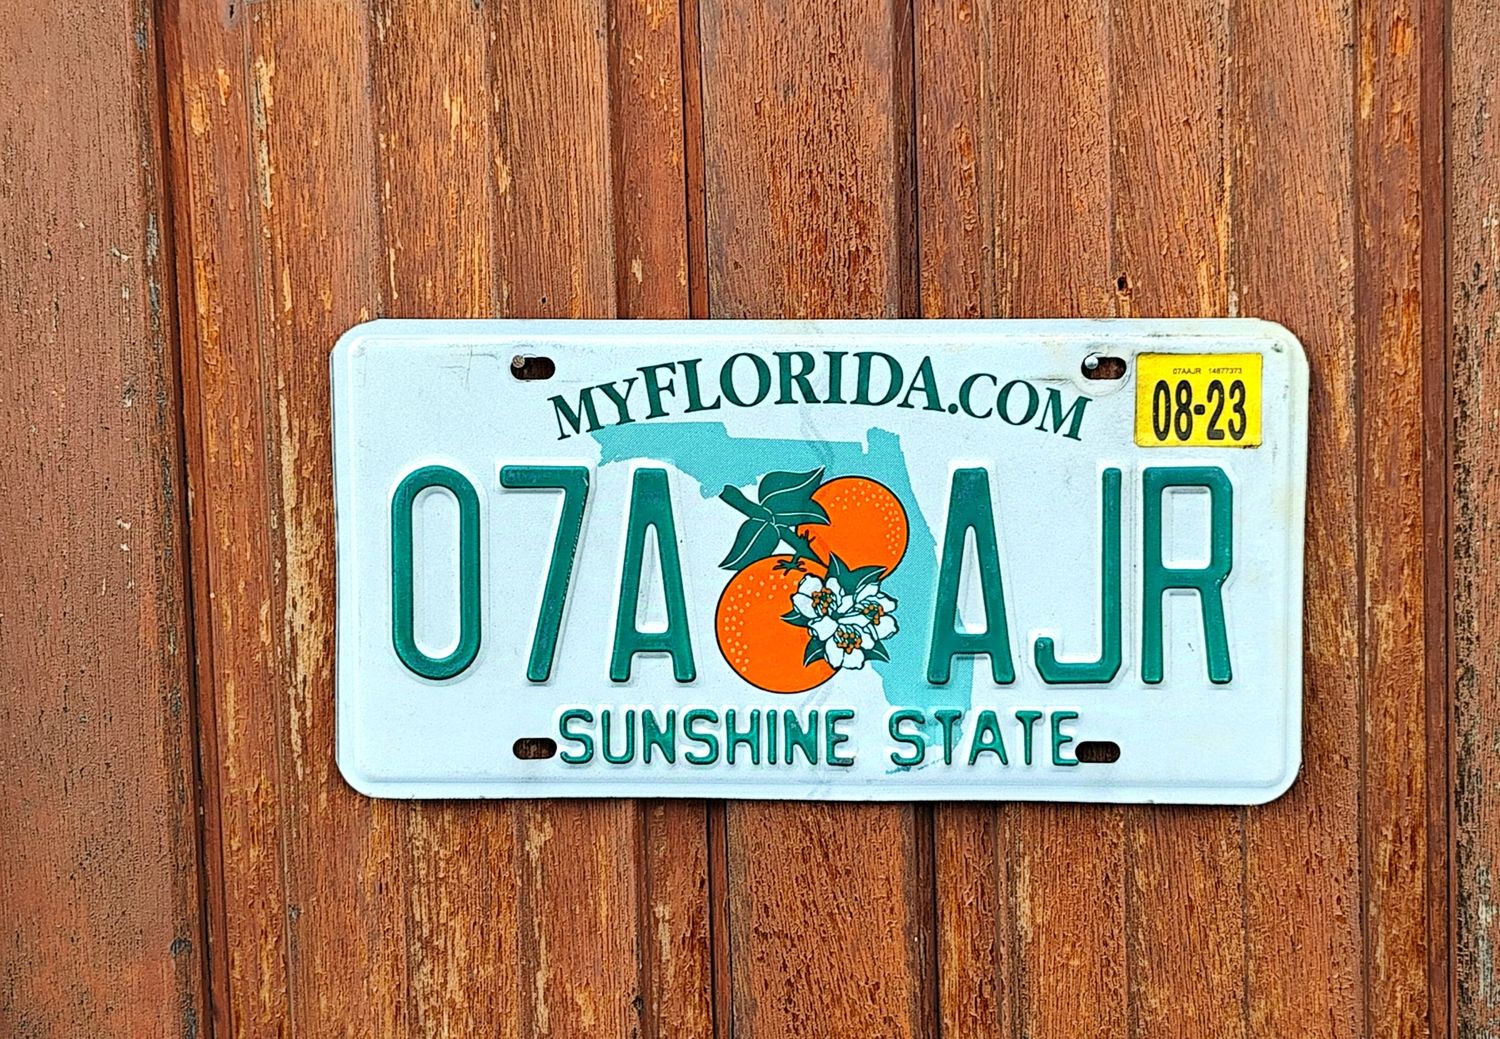 MYFLORIDA.COM
07AAJR 14877373
08-23
07A AJR
SUNSHINE STATE